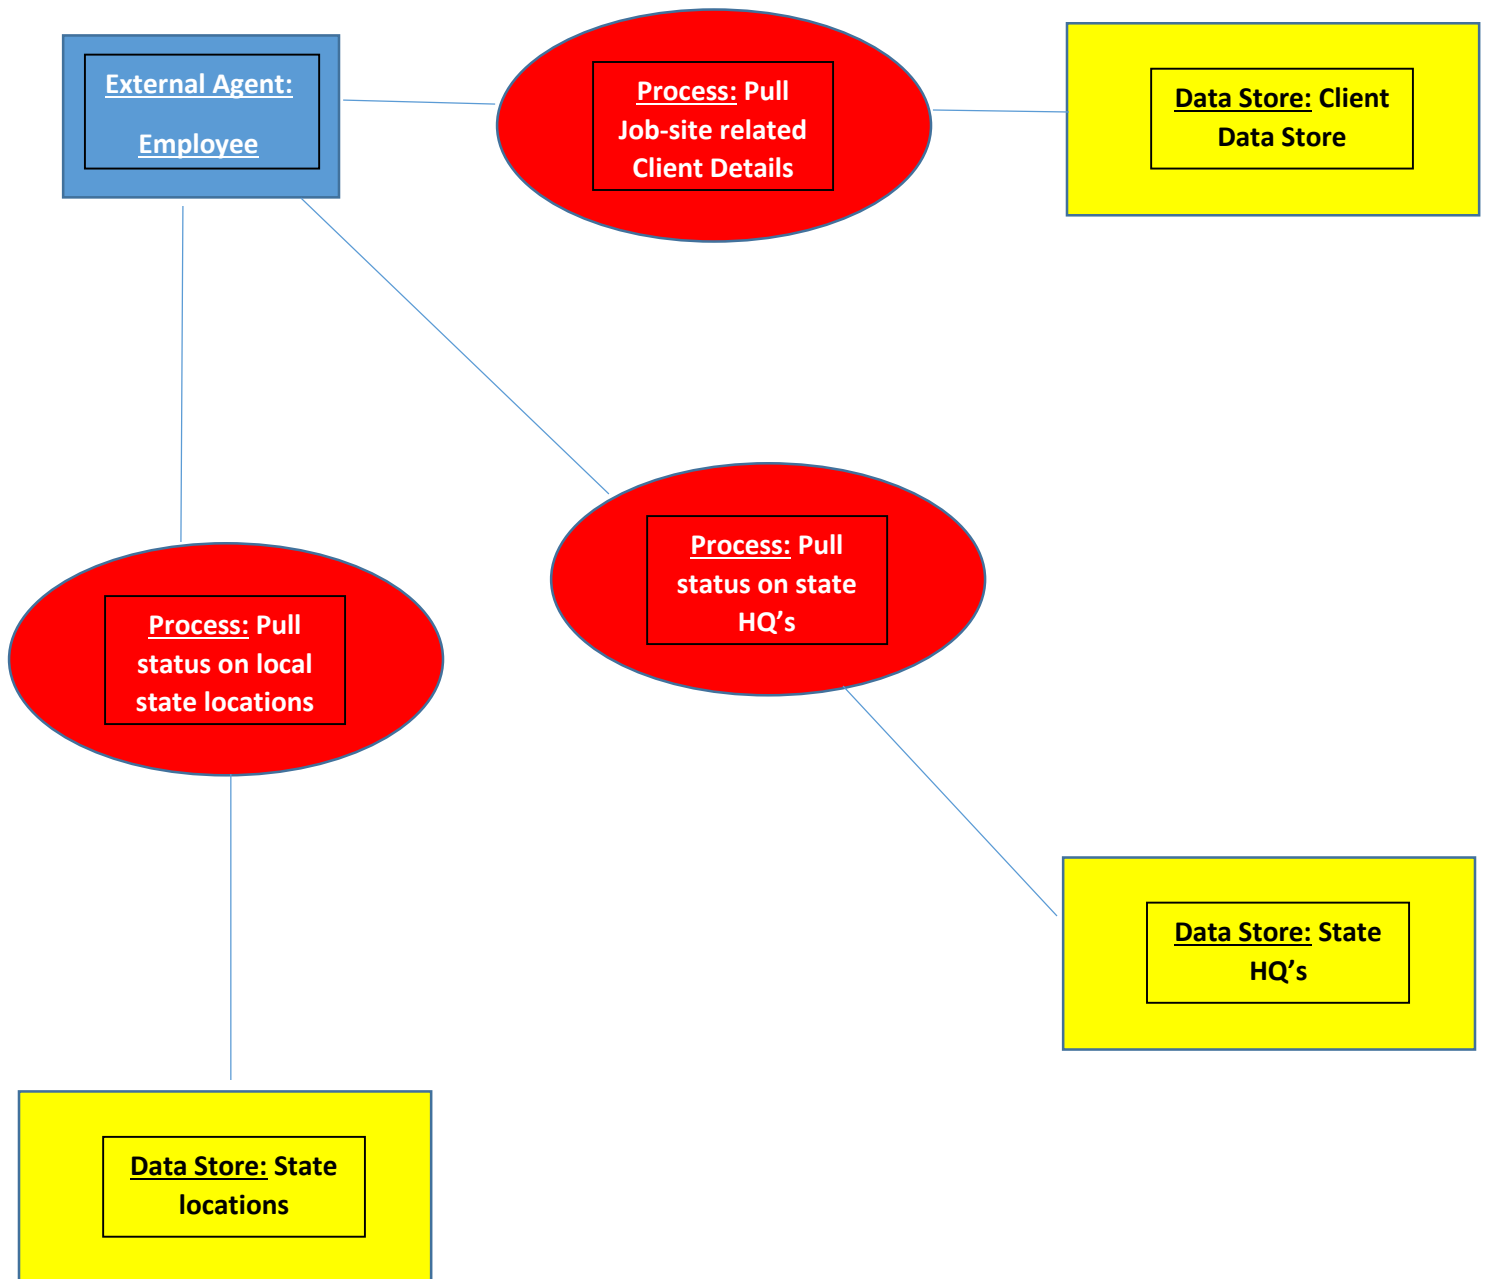 External Agent:
Employee
Process: Pull
Job-site related
Client Details
Data Store: Client
Data Store
Process: Pull
status on state
HQ’s
Process: Pull
status on local
state locations
Data Store: State
HQ’s
Data Store: State
locations